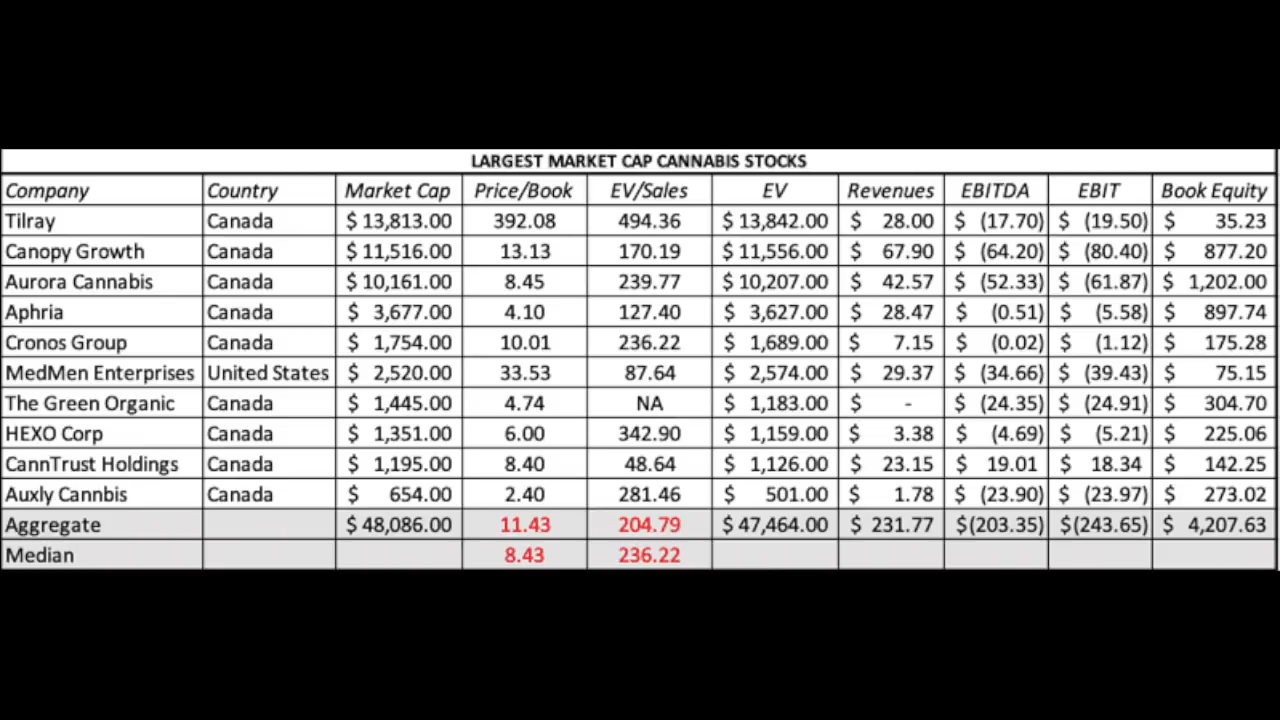 LARGEST MARKET CAP CANNABIS STOCKS
Company Country Market Cap Price/Book EV/Sales EV Revenues EBITDA EBIT Book Equity
Tilray Canada $ 13,813.00 392.08 494.36 $ 13,842.00 $ 28.00 $ (17.70) $ (19.50) $ 35.23
Canopy Growth Canada $ 11,516.00 13.13 170.19 $ 11,556.00 $ 67.90 $ (64.20) $ (80.40) $ 877.20
Aurora Cannabis Canada $ 10,161.00 8.45 239.77 $ 10,207.00 $ 42.57 $ (52.33) $ (61.87) $ 1,202.00
Aphria Canada $ 3,677.00 4.10 127.40 $ 3,627.00 $ 28.47 $ (0.51) $ (5.58) $ 897.74
Cronos Group Canada $ 1,754.00 10.01 236.22 $ 1,689.00 $ 7.15 $ (0.02) $ (1.12) $ 175.28
MedMen Enterprises United States $ 2,520.00 33.53 87.64 $ 2,574.00 $ 29.37 $ (34.66) $ (39.43) $ 75.15
The Green Organic Canada $ 1,445.00 4.74 NA $ 1,183.00 $ - $ (24.35) $ (24.91) $ 304.70
HEXO Corp Canada $ 1,351.00 6.00 342.90 $ 1,159.00 $ 3.38 $ (4.69) $ (5.21) $ 225.06
CannTrust Holdings Canada $ 1,195.00 8.40 48.64 $ 1,126.00 $ 23.15 $ 19.01 $ 18.34 $ 142.25
Auxly Cannbis Canada $ 654.00 2.40 281.46 $ 501.00 $ 1.78 $ (23.90) $ (23.97) $ 273.02
Aggregate $ 48,086.00 11.43 204.79 $ 47,464.00 $ 231.77 $(203.35) $(243.65) $ 4,207.63
Median 8.43 236.22